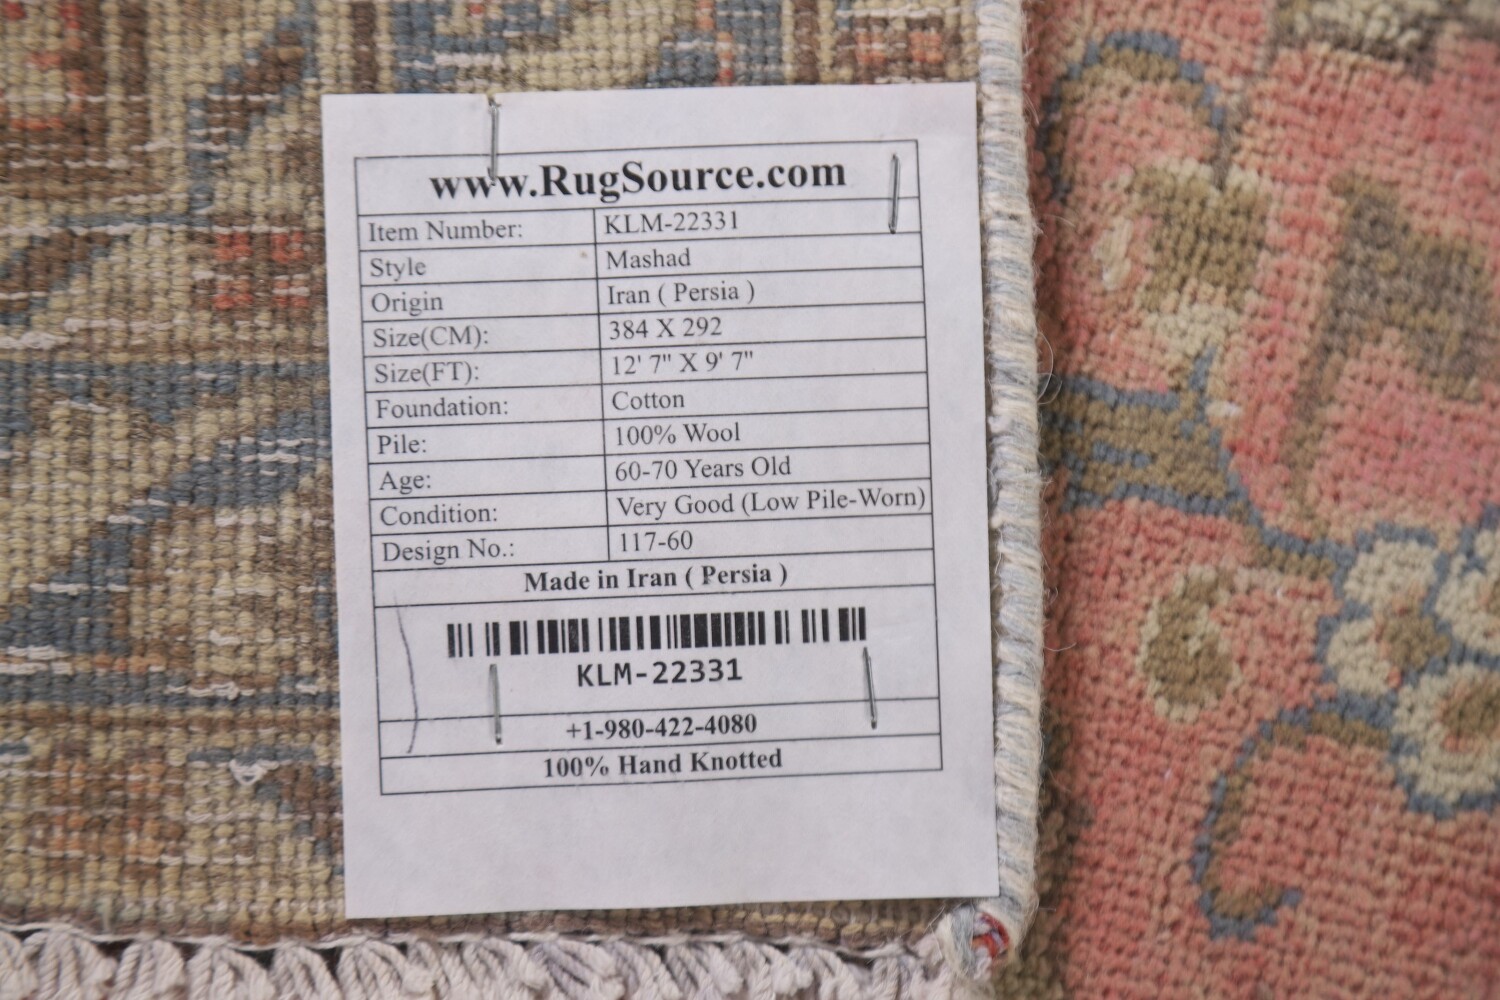 www.RugSource.com
Item Number: KLM-22331
Style Mashad
Origin Iran ( Persia )
Size(CM): 384 X 292
Size(FT): 12' 7" X 9' 7"
Foundation: Cotton
Pile: 100% Wool
Age: 60-70 Years Old
Condition: Very Good (Low Pile-Worn)
Design No.: 117-60
Made in Iran ( Persia )
KLM-22331
+1-980-422-4080
100% Hand Knotted